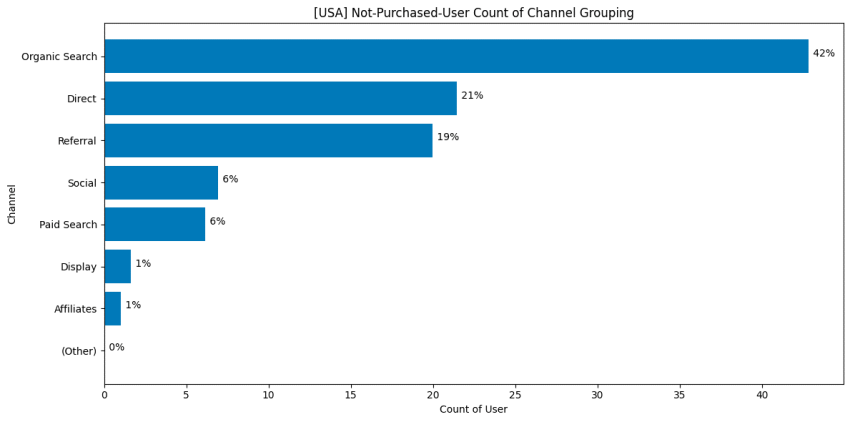 [USA] Not-Purchased-User Count of Channel Grouping
Organic Search 42%
Direct 21%
Referral 19%
Social 6%
Paid Search 6%
Display 1%
Affiliates 1%
(Other) 0%
Channel
0 5 10 15 20 25 30 35 40
Count of User